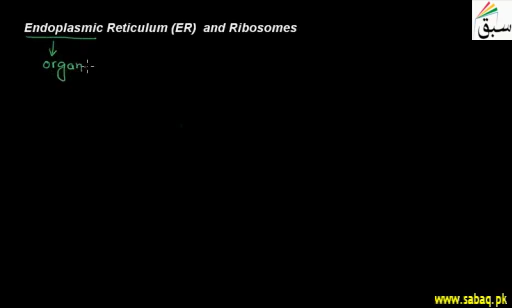 Endoplasmic Reticulum (ER) and Ribosomes
سبق
organ
www.sabaq.pk